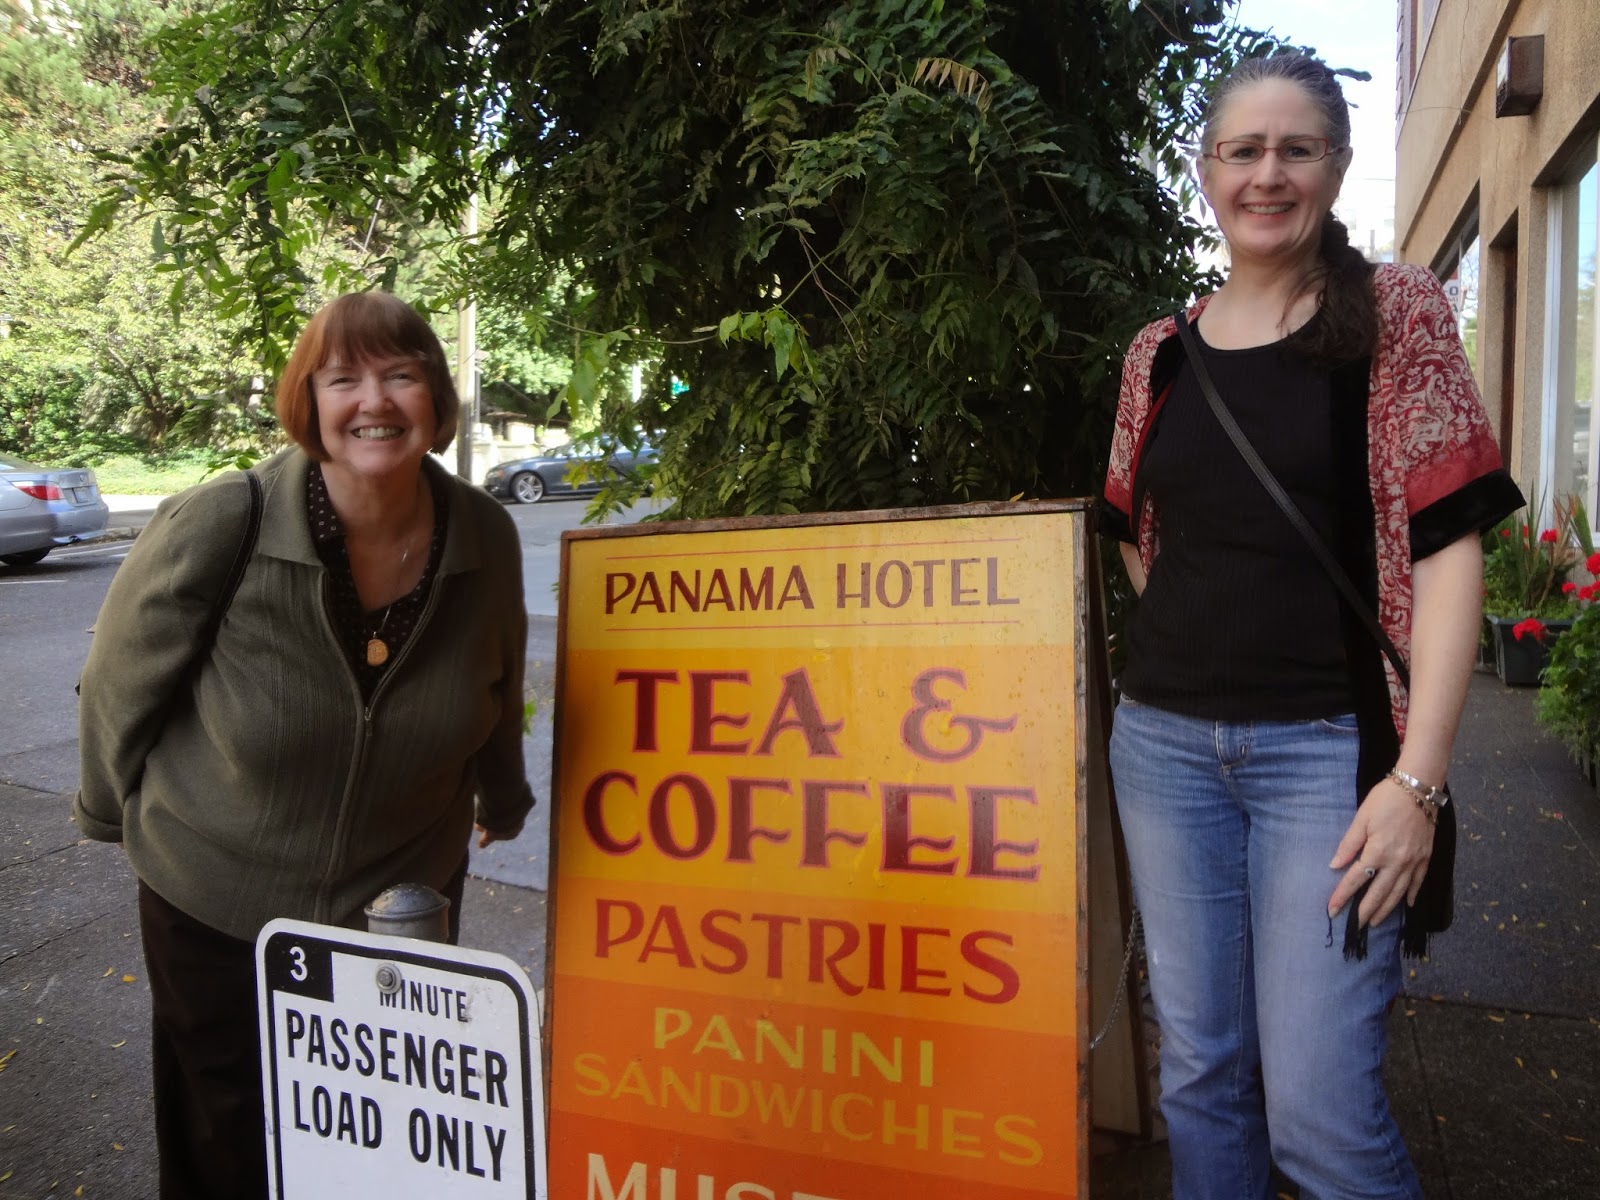 PANAMA HOTEL
TEA &
COFFEE
PASTRIES
PANINI
SANDWICHES
3
MINUTE
PASSENGER
LOAD ONLY